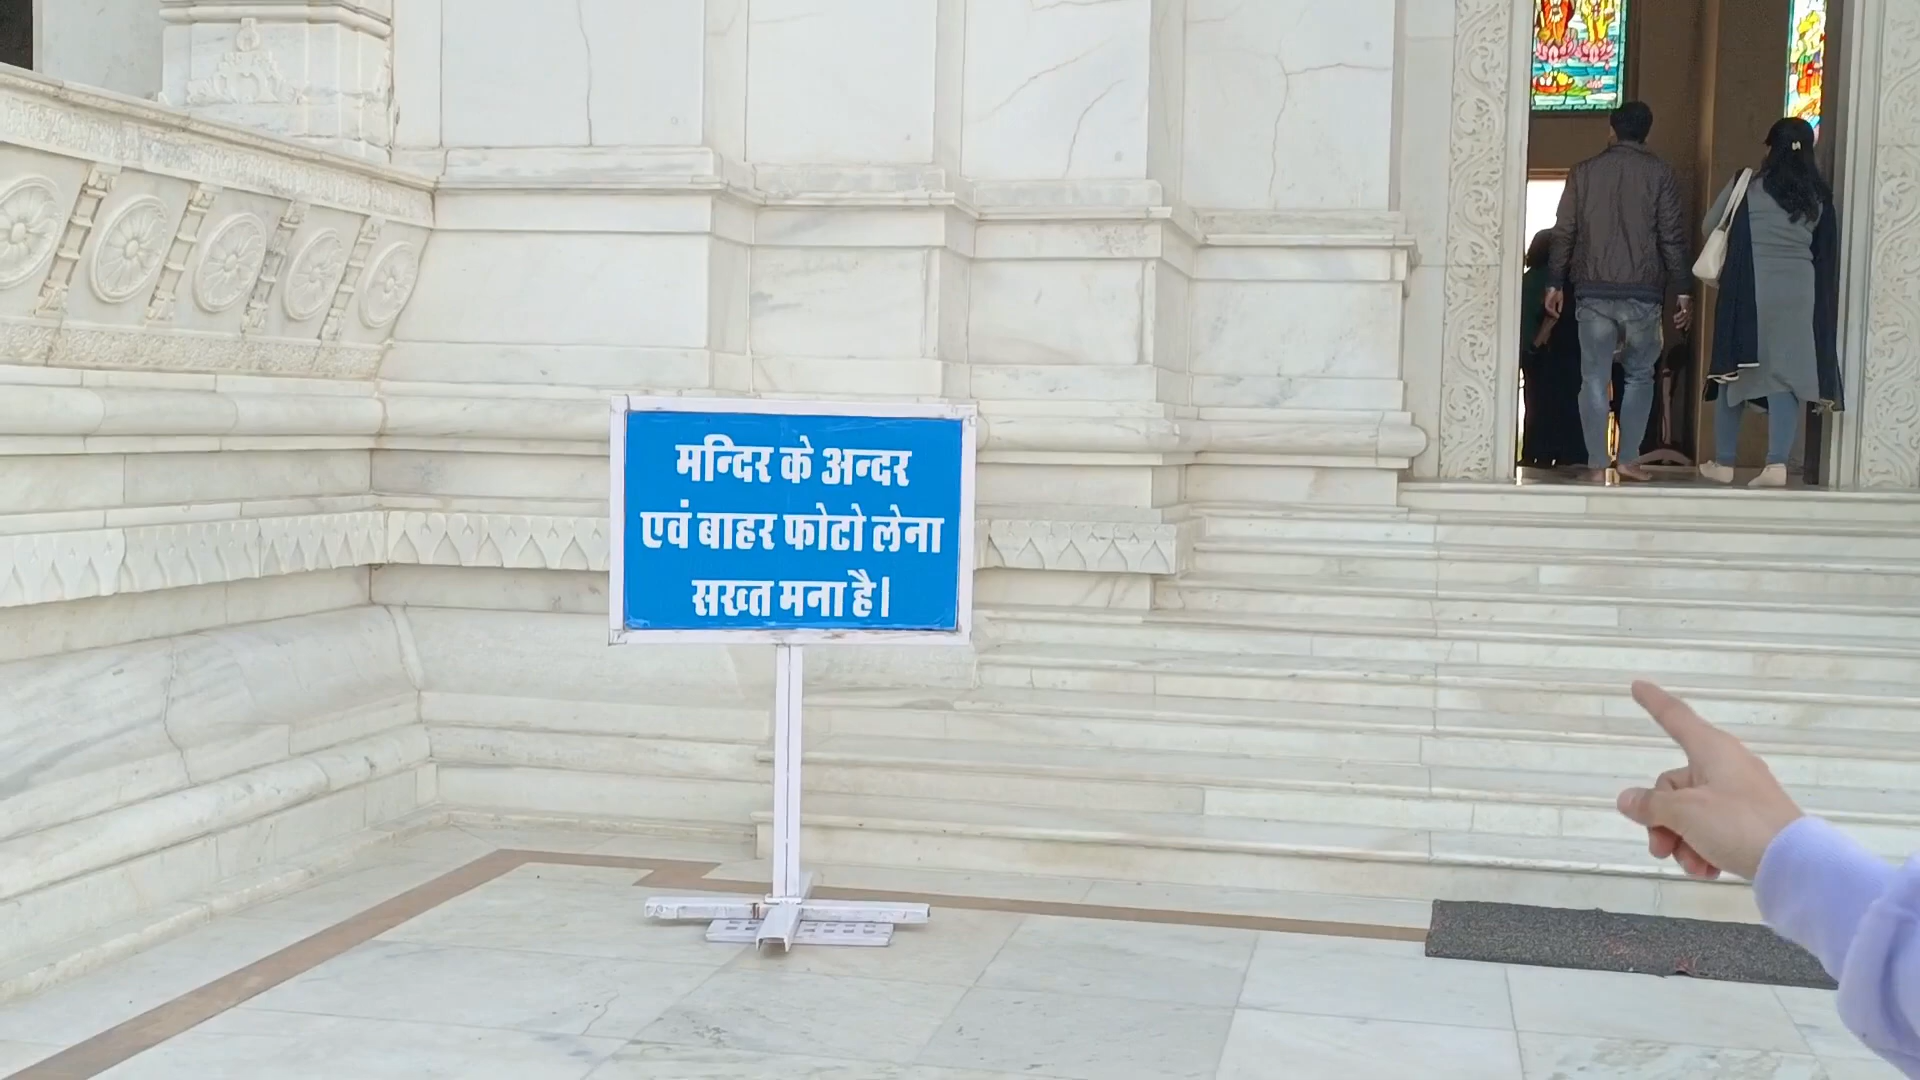 मन्दिर के अन्दर
एवं बाहर फोटो लेना
सख्त मना है।